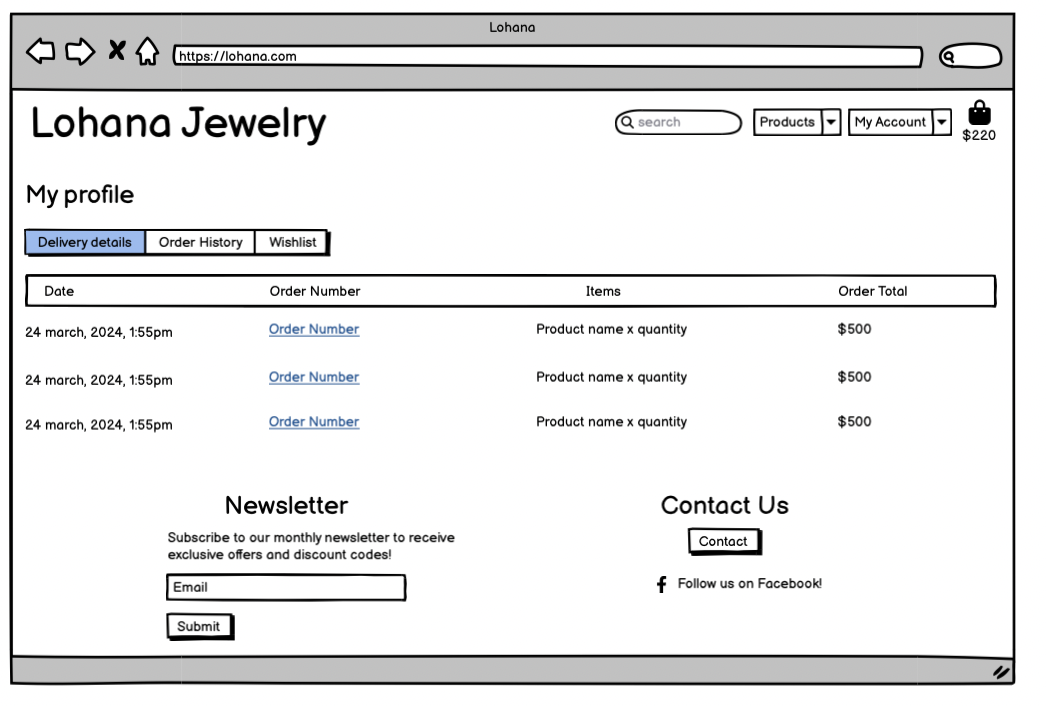 Lohana
https://lohana.com
Lohana Jewelry
search
Products
My Account
$220
My profile
Delivery details
Order History
Wishlist
Date Order Number Items Order Total
24 march, 2024, 1:55pm Order Number Product name x quantity $500
24 march, 2024, 1:55pm Order Number Product name x quantity $500
24 march, 2024, 1:55pm Order Number Product name x quantity $500
Newsletter
Subscribe to our monthly newsletter to receive
exclusive offers and discount codes!
Email
Submit
Contact Us
Contact
Follow us on Facebook!